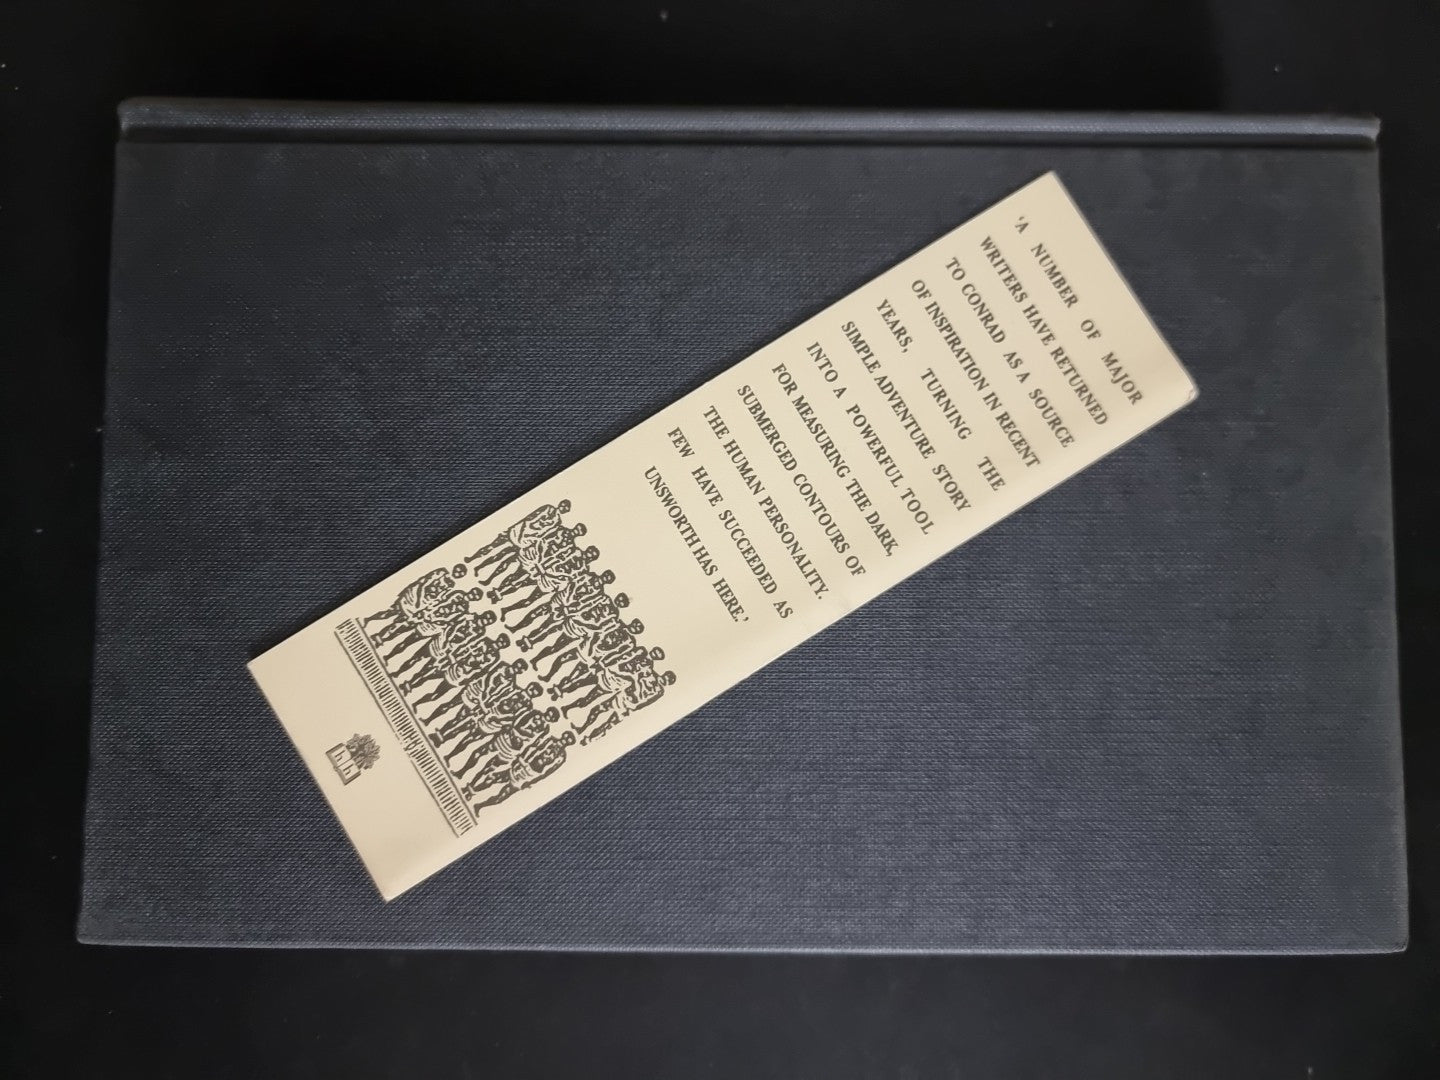 'A NUMBER OF MAJOR
WRITERS HAVE RETURNED
TO CONRAD AS A SOURCE
OF INSPIRATION IN RECENT
YEARS, TURNING THE
SIMPLE ADVENTURE STORY
INTO A POWERFUL TOOL
FOR MEASURING THE DARK,
SUBMERGED CONTOURS OF
THE HUMAN PERSONALITY.
FEW HAVE SUCCEEDED AS
UNSWORTH HAS HERE.'